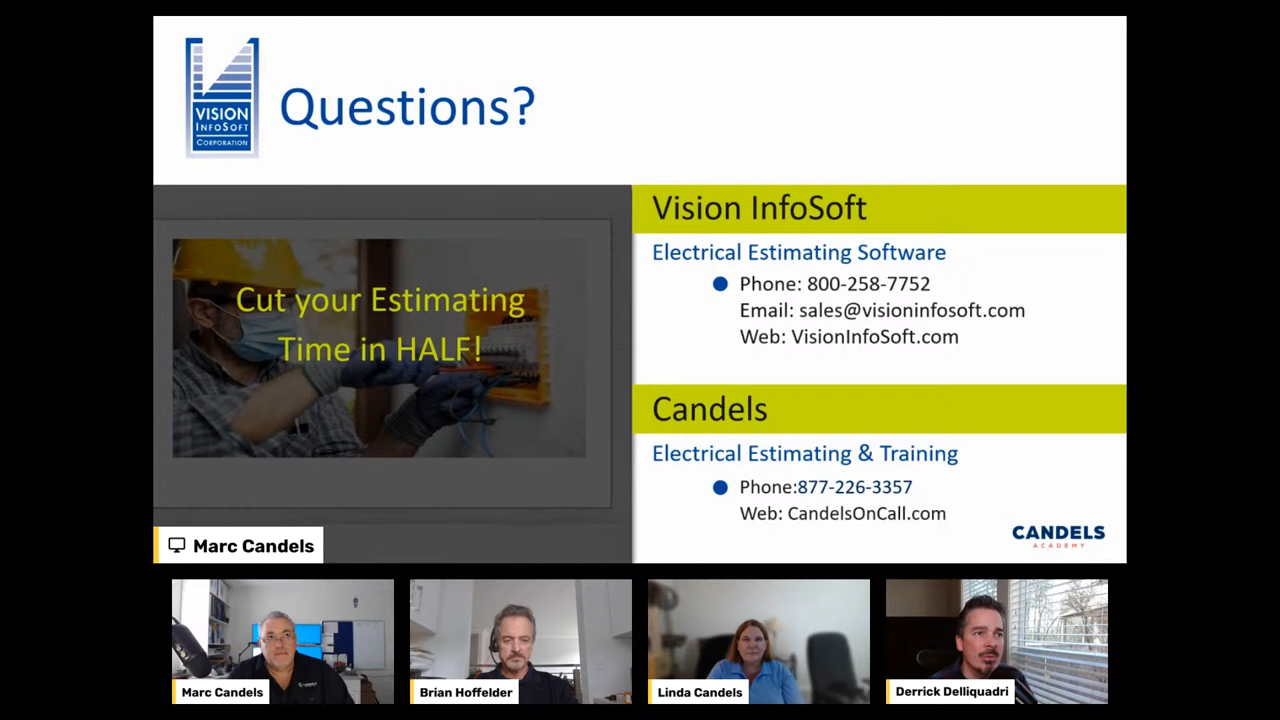 VISION
INFOSOFT
CORPORATION
Questions?
Cut your Estimating
Time in HALF!
Vision InfoSoft
Electrical Estimating Software
Phone: 800-258-7752
Email: sales@visioninfosoft.com
Web: VisionInfoSoft.com
Candels
Electrical Estimating & Training
Phone:877-226-3357
Web: CandelsOnCall.com
CANDELS
ACADEMY
Marc Candels
Marc Candels
Brian Hoffelder
Linda Candels
Derrick Delliquadri